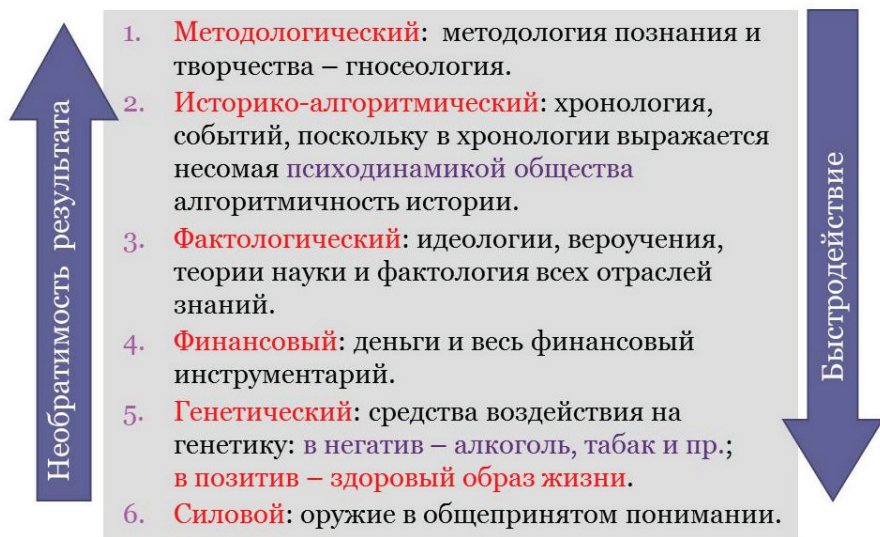 Необратимость результата
1. Методологический: методология познания и
творчества – гносеология.
2. Историко-алгоритмический: хронология,
событий, поскольку в хронологии выражается
несомая психодинамикой общества
алгоритмичность истории.
3. Фактологический: идеологии, вероучения,
теории науки и фактология всех отраслей
знаний.
4. Финансовый: деньги и весь финансовый
инструментарий.
5. Генетический: средства воздействия на
генетику: в негатив – алкоголь, табак и пр.;
в позитив – здоровый образ жизни.
6. Силовой: оружие в общепринятом понимании.
Быстродействие